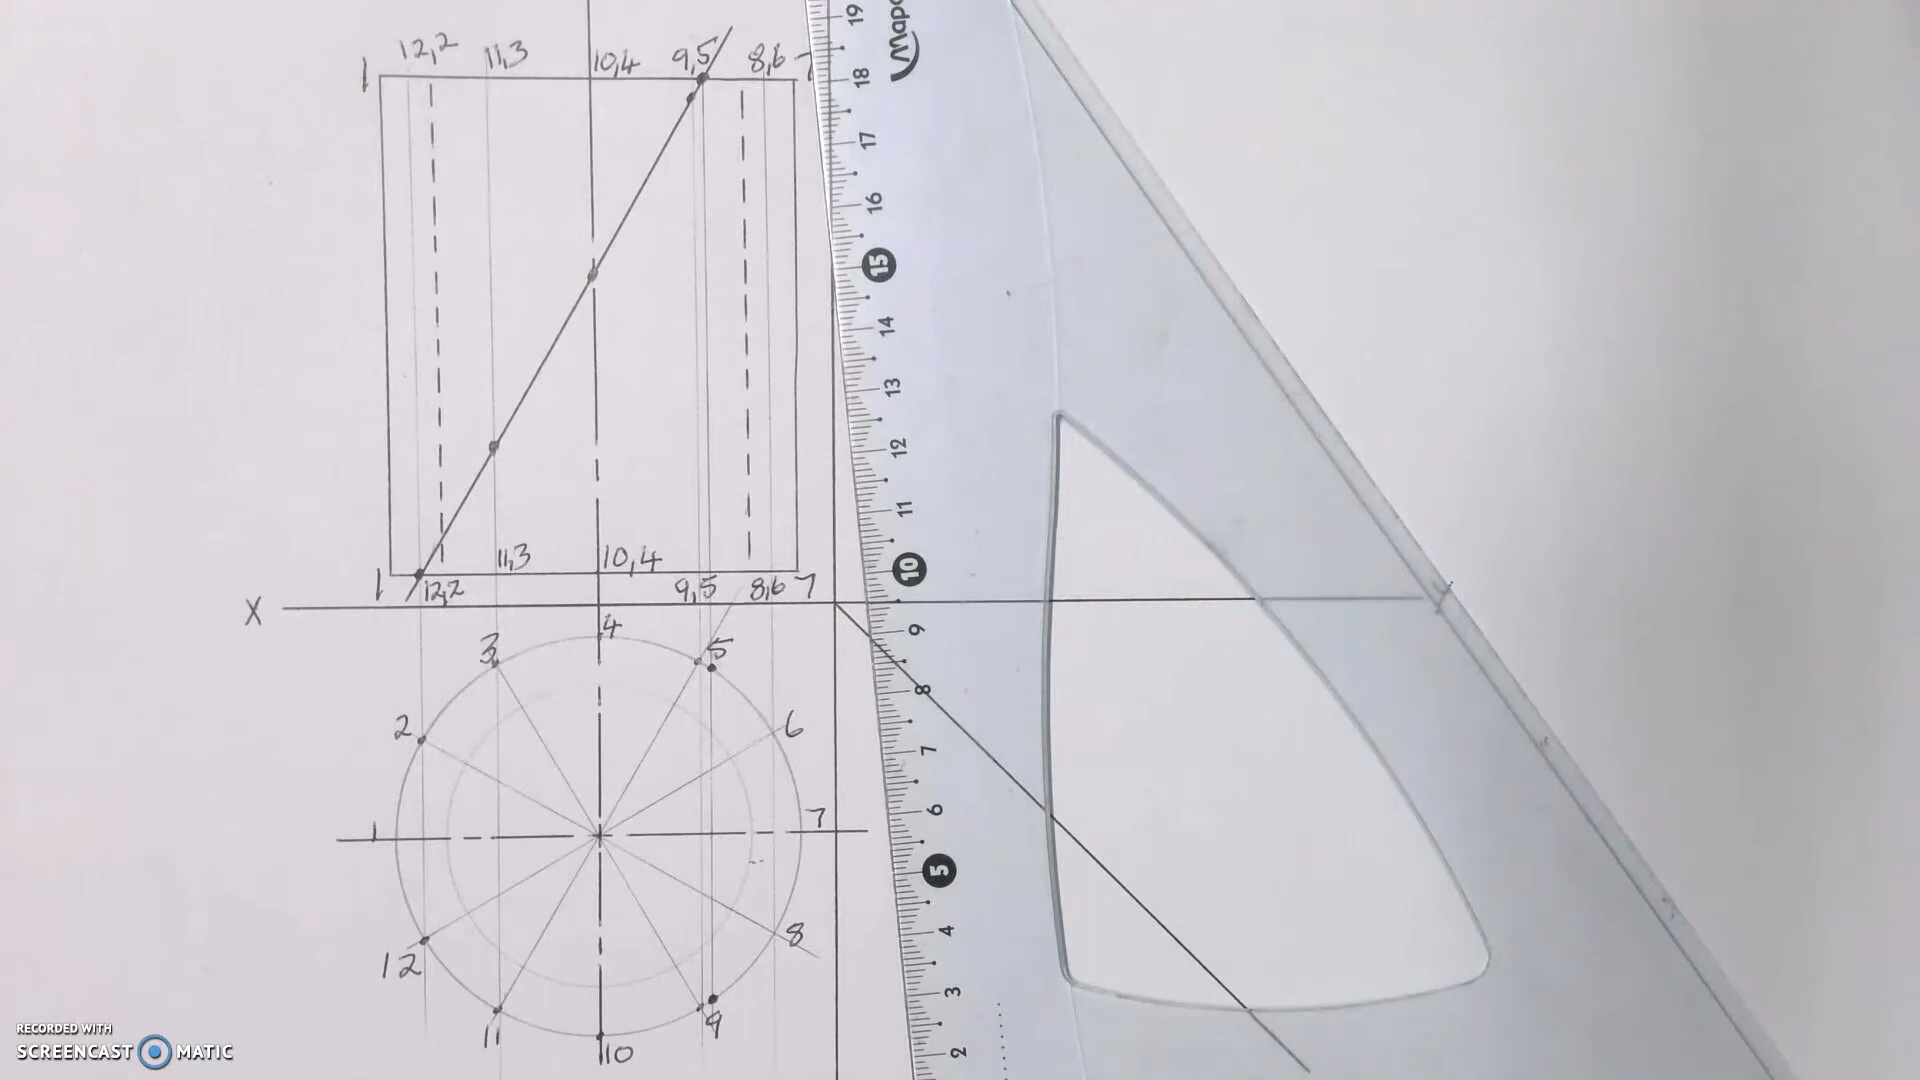 12,2 11,3 10,4 9,5 8,6 7
1
11,3 10,4
1 12,2 9,5 8,6 7
X
4
3 5
2 6
1 7
12 8
11 9
10
19 18 17 16 15 14 13 12 11 10 9 8 7 6 5 4 3 2
RECORDED WITH
SCREENCAST MATIC